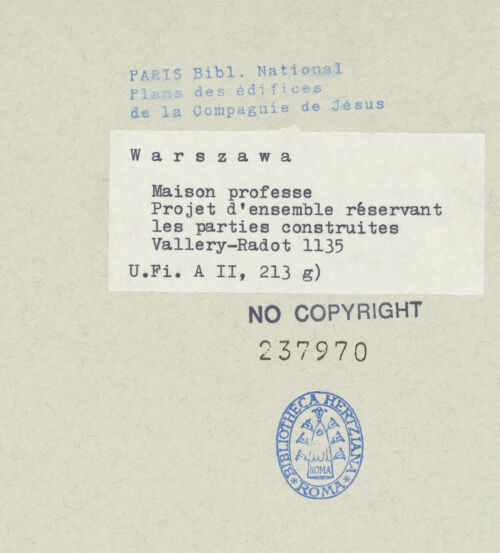 PARIS Bibl. National
Plans des édifices
de la Compagnie de Jésus
Warszawa
Maison professe
Projet d'ensemble réservant
les parties construites
Vallery-Radot 1135
U.Fi. A II, 213 g)
NO COPYRIGHT
237970
BIBLIOTHECA HERTZIANA
ROMA
ROMA